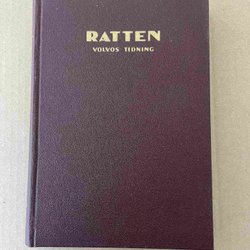 RATTEN
VOLVOS TIDNING